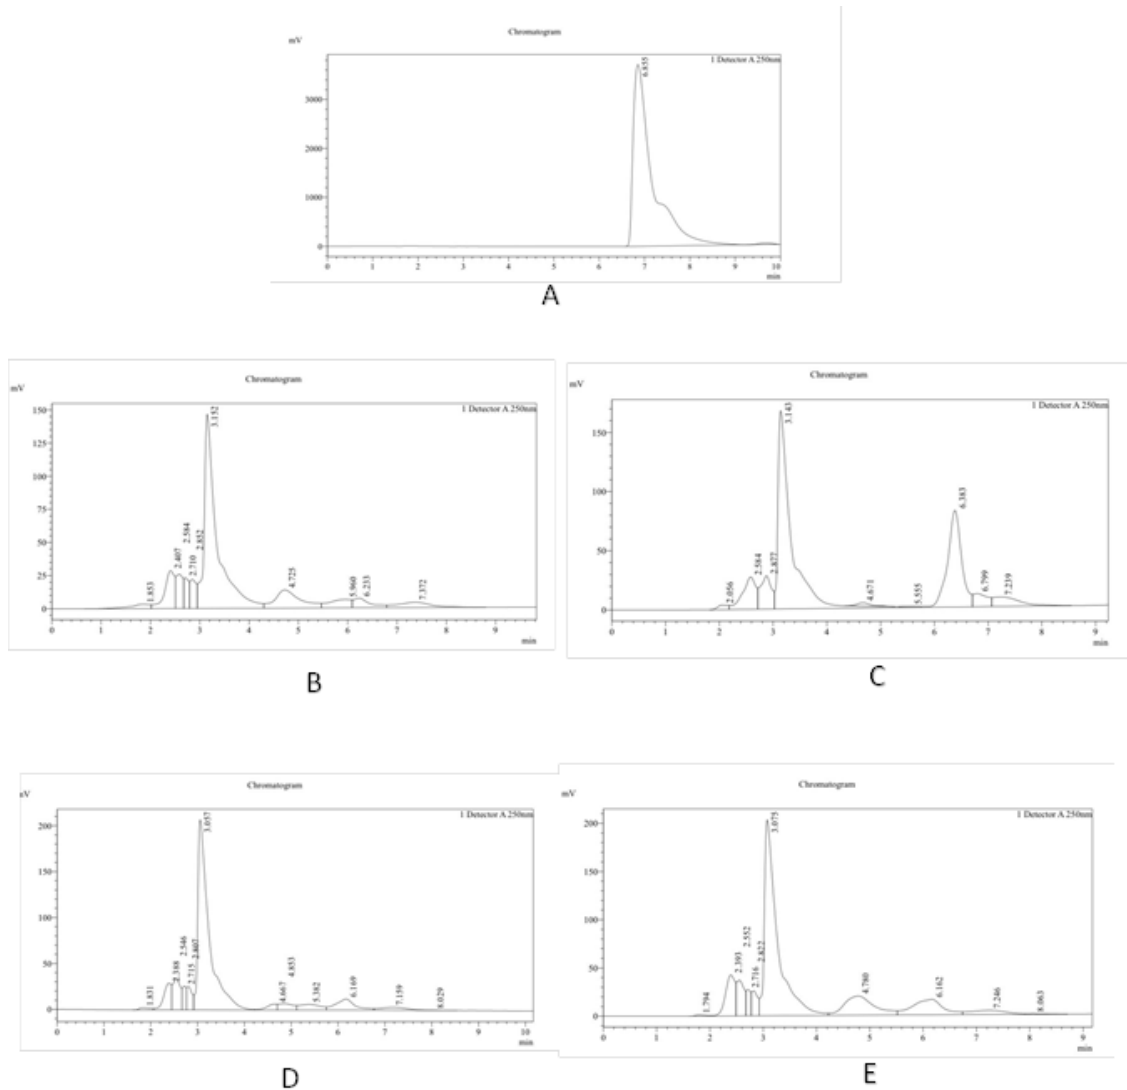 Chromatogram
mV
1 Detector A 250nm
6.855
3000
2000
1000
0
0 1 2 3 4 5 6 7 8 9 10
min
A
Chromatogram
mV
1 Detector A 250nm
150
125
100
75
50
25
0
1.853
2.407
2.584
2.710
2.852
3.152
4.725
5.960
6.233
7.372
0 1 2 3 4 5 6 7 8 9
min
B
Chromatogram
mV
1 Detector A 250nm
150
100
50
0
2.056
2.584
2.877
3.143
4.671
5.555
6.383
6.799
7.239
0 1 2 3 4 5 6 7 8 9
min
C
Chromatogram
nV
1 Detector A 250nm
200
150
100
50
0
1.831
2.388
2.546
2.715
2.807
3.057
4.667
4.853
5.382
6.169
7.159
8.029
0 1 2 3 4 5 6 7 8 9 10
min
D
Chromatogram
mV
1 Detector A 250nm
200
150
100
50
0
1.794
2.393
2.552
2.716
2.822
3.075
4.780
6.162
7.246
8.063
0 1 2 3 4 5 6 7 8 9
min
E